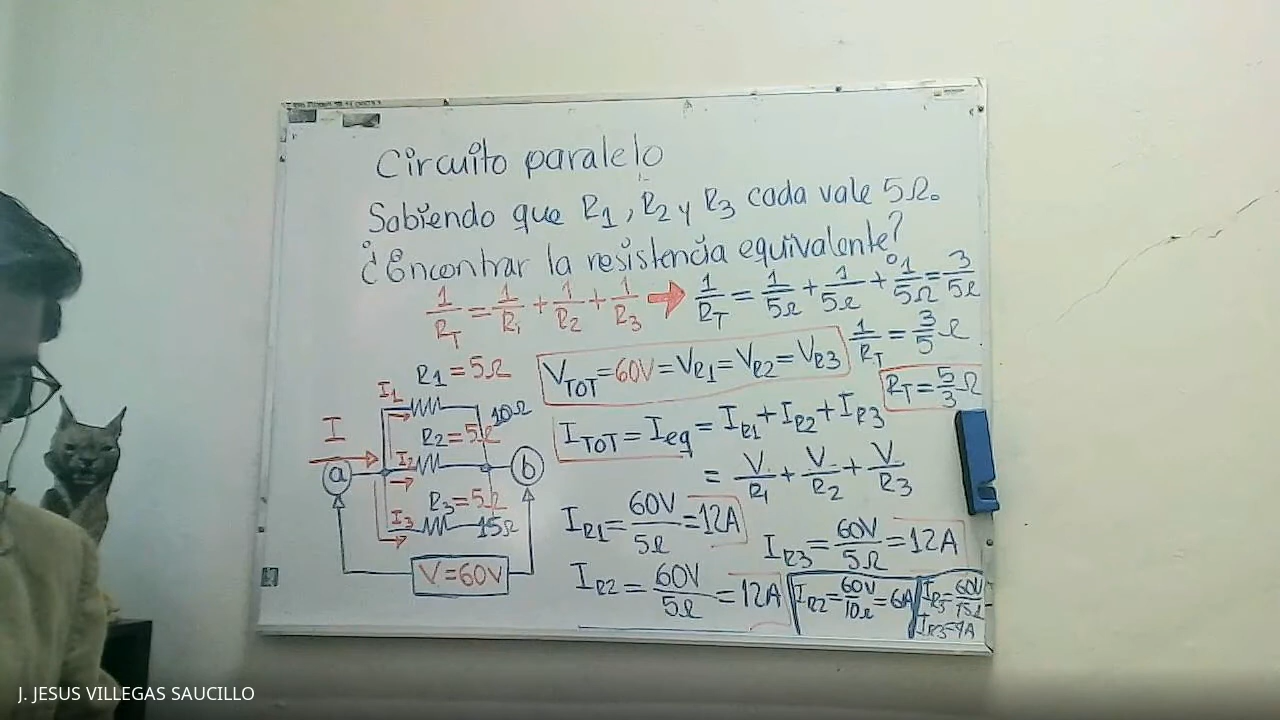 Circuito paralelo
Sabiendo que R1, R2 y R3 cada vale 5Ω.
¿Encontrar la resistencia equivalente?
1/RT = 1/R1 + 1/R2 + 1/R3 ➡ 1/RT = 1/5Ω + 1/5Ω + 1/5Ω = 3/5Ω
1/RT = 3/5 Ω
RT = 5/3 Ω
VTOT = 60V = VR1 = VR2 = VR3
ITOT = Ieq = IR1 + IR2 + IR3
= V/R1 + V/R2 + V/R3
R1 = 5Ω
I1
10Ω
I
R2 = 5Ω
I2
a
b
R3 = 5Ω
I3
15Ω
V = 60V
IR1 = 60V/5Ω = 12A
IR3 = 60V/5Ω = 12A
IR2 = 60V/5Ω = 12A
IR2 = 60V/10Ω = 6A
IR3 = 60V/15Ω
IR3 = 4A
J. JESUS VILLEGAS SAUCILLO